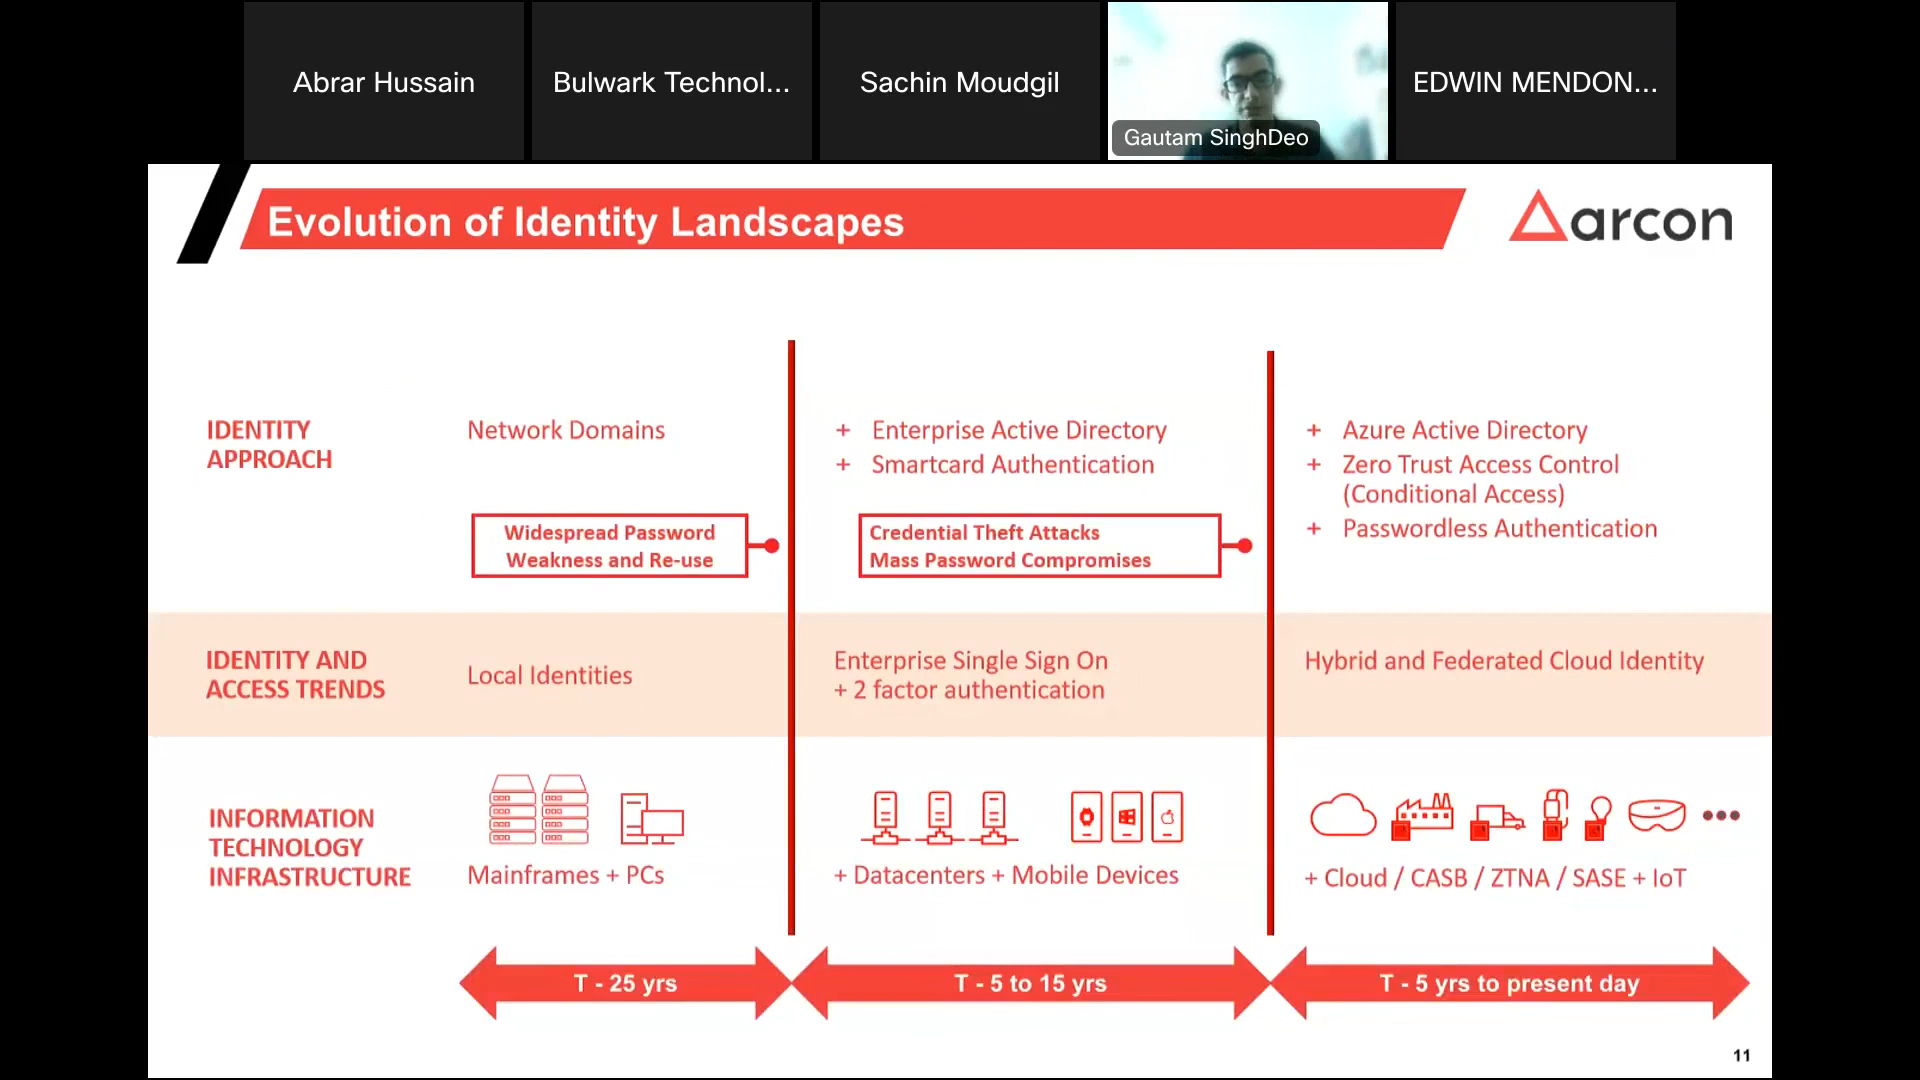 Abrar Hussain
Bulwark Technol...
Sachin Moudgil
Gautam SinghDeo
EDWIN MENDON...
Evolution of Identity Landscapes
arcon
IDENTITY
APPROACH
Network Domains
Widespread Password
Weakness and Re-use
+ Enterprise Active Directory
+ Smartcard Authentication
Credential Theft Attacks
Mass Password Compromises
+ Azure Active Directory
+ Zero Trust Access Control
(Conditional Access)
+ Passwordless Authentication
IDENTITY AND
ACCESS TRENDS
Local Identities
Enterprise Single Sign On
+ 2 factor authentication
Hybrid and Federated Cloud Identity
INFORMATION
TECHNOLOGY
INFRASTRUCTURE
Mainframes + PCs
+ Datacenters + Mobile Devices
+ Cloud / CASB / ZTNA / SASE + IoT
T - 25 yrs
T - 5 to 15 yrs
T - 5 yrs to present day
11